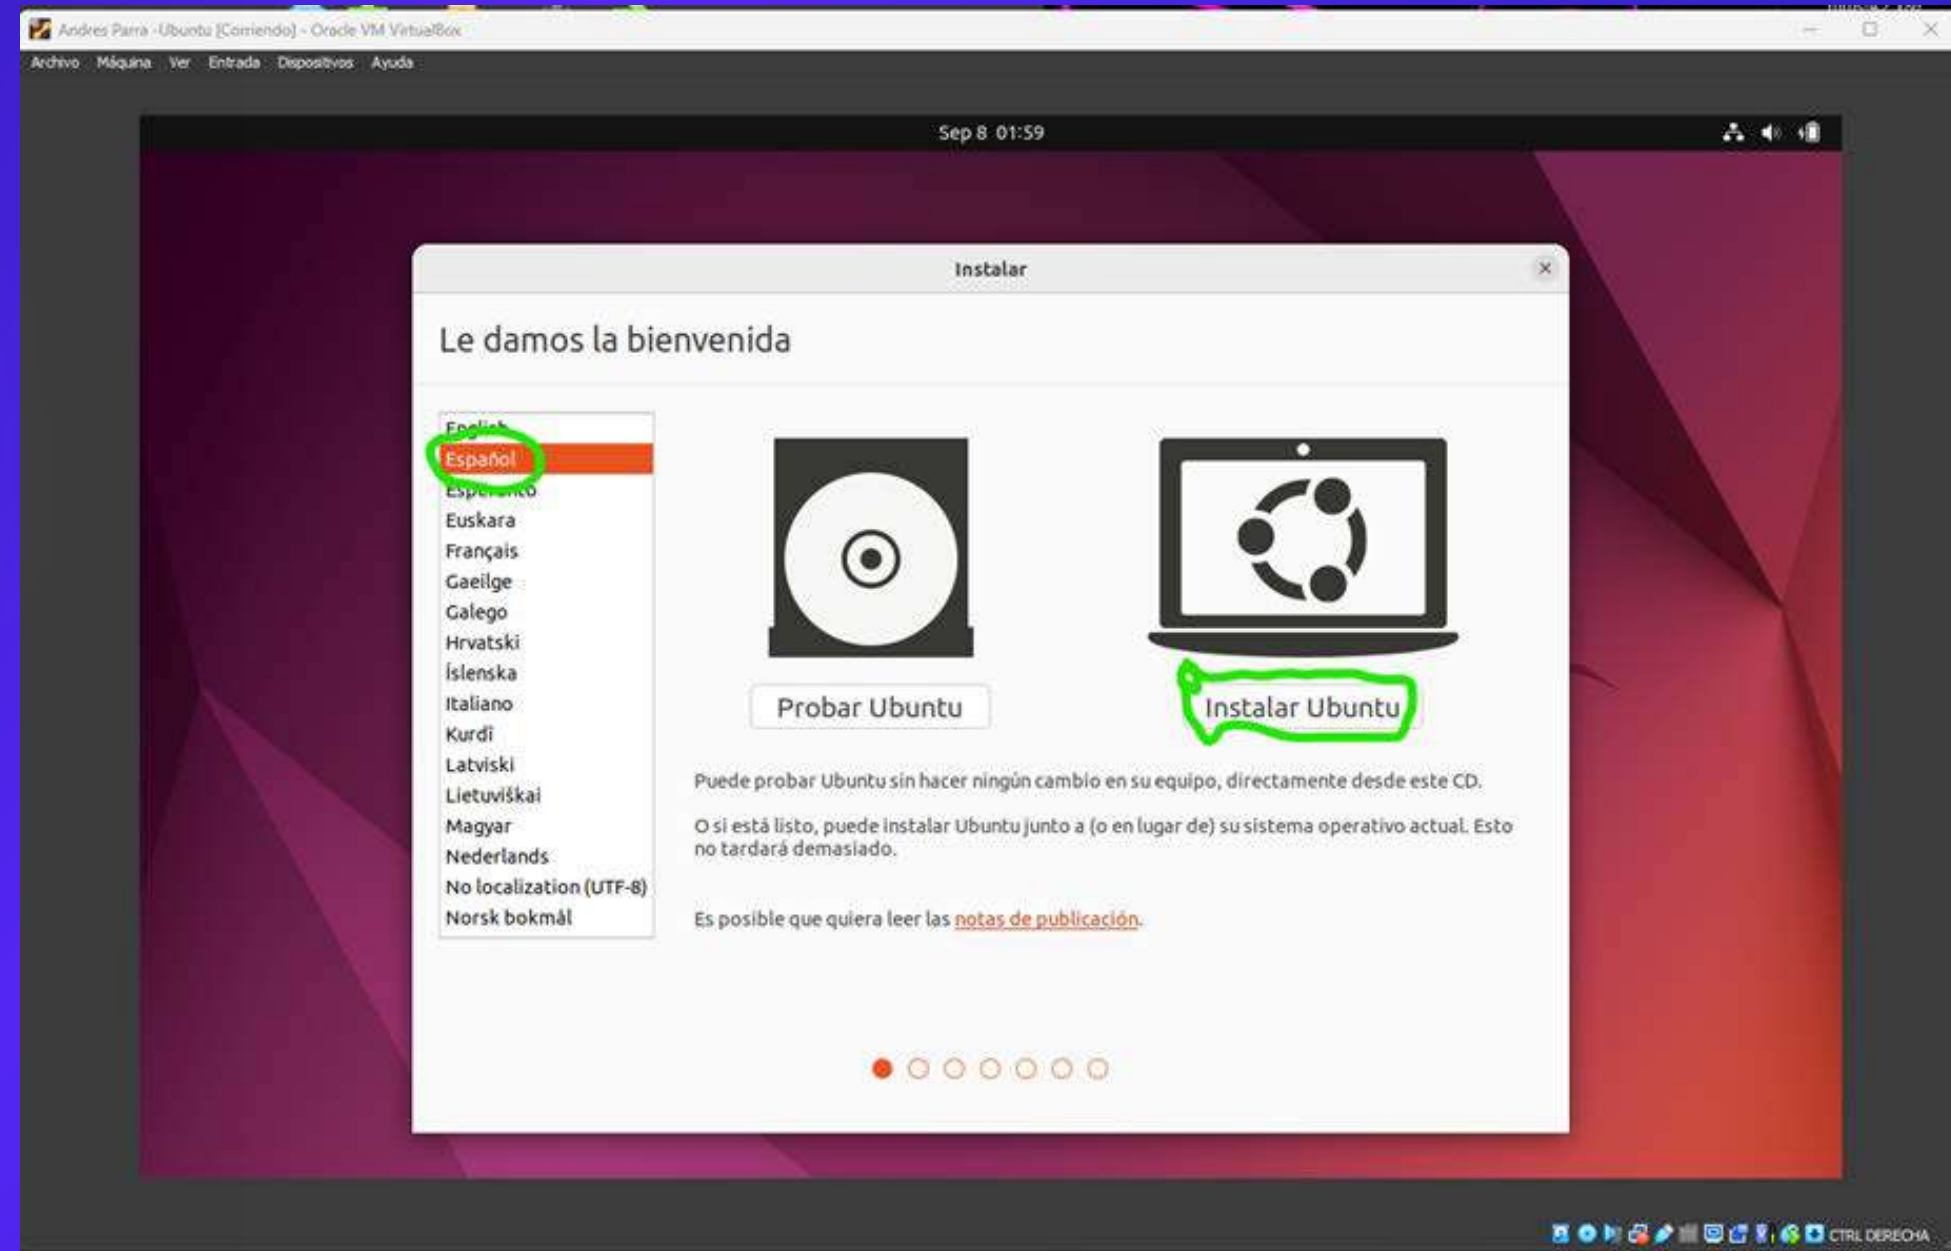 Andres Parra -Ubuntu [Corriendo] - Oracle VM VirtualBox
Archivo Máquina Ver Entrada Dispositivos Ayuda
Sep 8 01:59
Instalar
Le damos la bienvenida
English
Español
Esperanto
Euskara
Français
Gaeilge
Galego
Hrvatski
Íslenska
Italiano
Kurdî
Latviski
Lietuviškai
Magyar
Nederlands
No localization (UTF-8)
Norsk bokmål
Probar Ubuntu
Instalar Ubuntu
Puede probar Ubuntu sin hacer ningún cambio en su equipo, directamente desde este CD.
O si está listo, puede instalar Ubuntu junto a (o en lugar de) su sistema operativo actual. Esto
no tardará demasiado.
Es posible que quiera leer las notas de publicación.
CTRL DERECHA